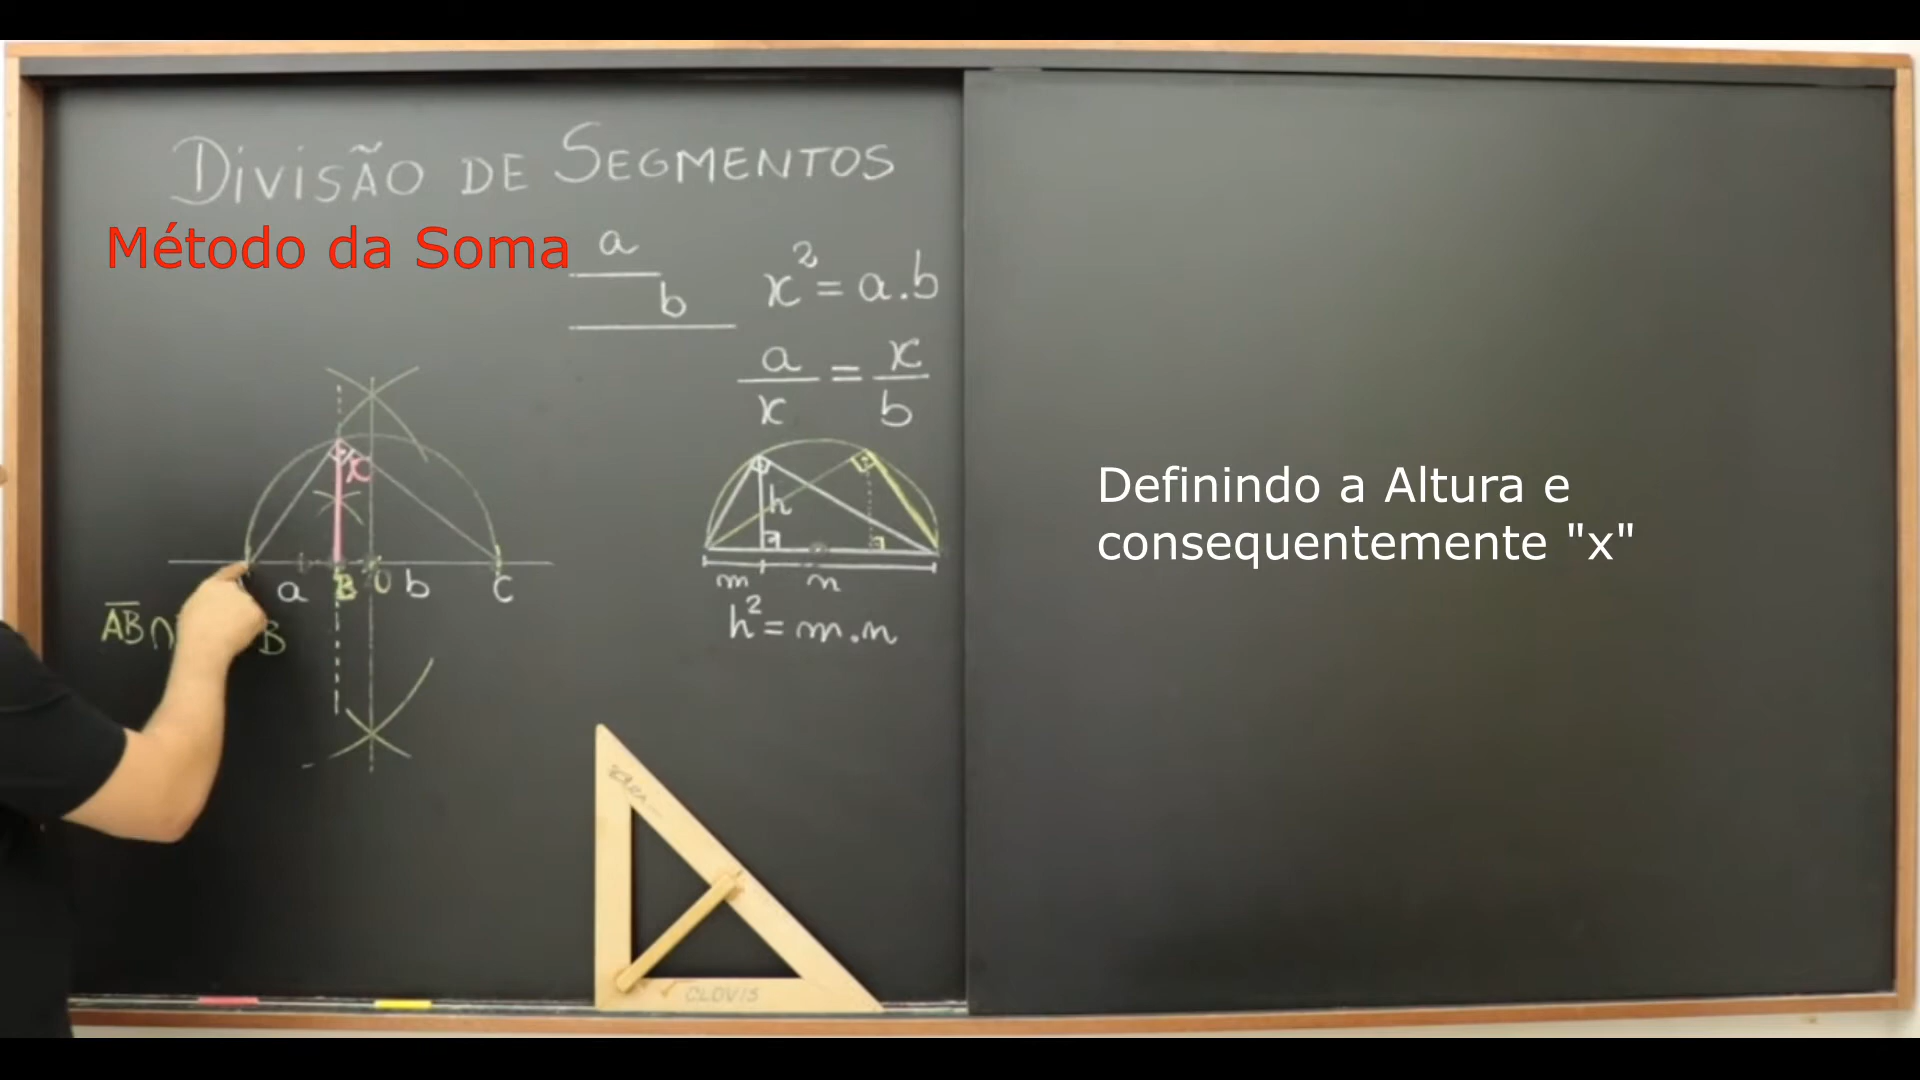 DIVISÃO DE SEGMENTOS
Método da Soma
a
b
x² = a.b
a/x = x/b
x
a B O b C
AB ∩ B
h
m n
h² = m.n
CLOVIS
Definindo a Altura e
consequentemente "x"